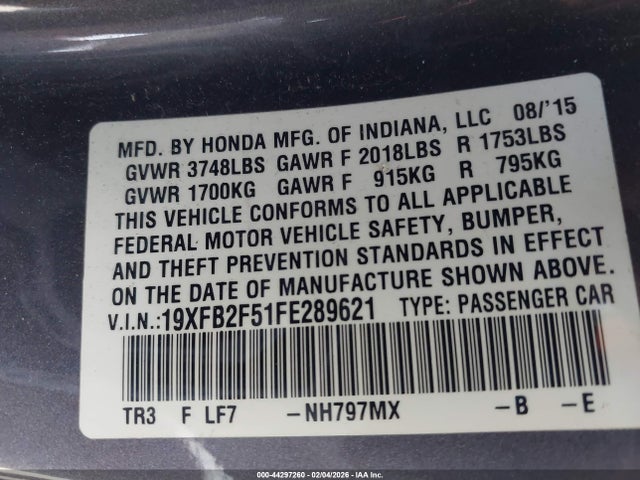 MFD. BY HONDA MFG. OF INDIANA, LLC 08/'15
GVWR 3748LBS GAWR F 2018LBS R 1753LBS
GVWR 1700KG GAWR F 915KG R 795KG
THIS VEHICLE CONFORMS TO ALL APPLICABLE
FEDERAL MOTOR VEHICLE SAFETY, BUMPER,
AND THEFT PREVENTION STANDARDS IN EFFECT
ON THE DATE OF MANUFACTURE SHOWN ABOVE.
V.I.N.:19XFB2F51FE289621 TYPE: PASSENGER CAR
TR3 F LF7 -NH797MX -B -E
000-44297260 - 02/04/2026 - IAA Inc.